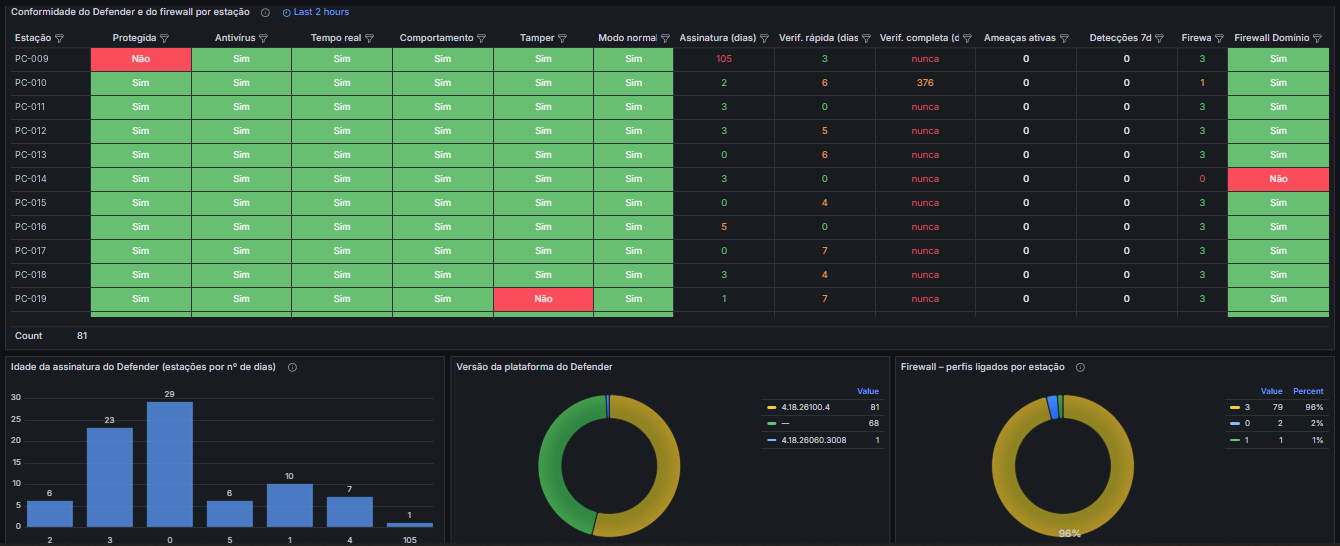 Conformidade do Defender e do firewall por estação Last 2 hours
Estação Protegida Antivírus Tempo real Comportamento Tamper Modo normal Assinatura (dias) Verif. rápida (dias Verif. completa (d Ameaças ativas Detecções 7d Firewa Firewall Domínio
PC-009 Não Sim Sim Sim Sim Sim 105 3 nunca 0 0 3 Sim
PC-010 Sim Sim Sim Sim Sim Sim 2 6 376 0 0 1 Sim
PC-011 Sim Sim Sim Sim Sim Sim 3 0 nunca 0 0 3 Sim
PC-012 Sim Sim Sim Sim Sim Sim 3 5 nunca 0 0 3 Sim
PC-013 Sim Sim Sim Sim Sim Sim 0 6 nunca 0 0 3 Sim
PC-014 Sim Sim Sim Sim Sim Sim 3 0 nunca 0 0 0 Não
PC-015 Sim Sim Sim Sim Sim Sim 0 4 nunca 0 0 3 Sim
PC-016 Sim Sim Sim Sim Sim Sim 5 0 nunca 0 0 3 Sim
PC-017 Sim Sim Sim Sim Sim Sim 0 7 nunca 0 0 3 Sim
PC-018 Sim Sim Sim Sim Sim Sim 3 4 nunca 0 0 3 Sim
PC-019 Sim Sim Sim Sim Não Sim 1 7 nunca 0 0 3 Sim
Count 81
Idade da assinatura do Defender (estações por nº de dias)
30
25
20
15
10
5
0
6 23 29 6 10 7 1
2 3 0 5 1 4 105
Versão da plataforma do Defender
Value
4.18.26100.4 81
— 68
4.18.26060.3008 1
Firewall – perfis ligados por estação
Value Percent
3 79 96%
0 2 2%
1 1 1%
96%